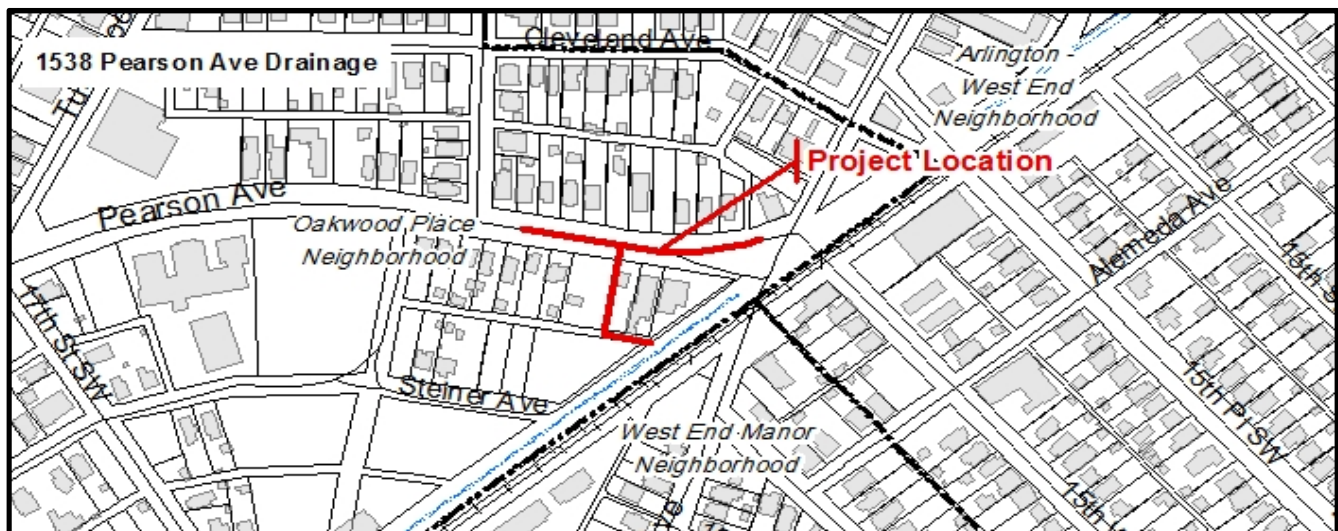 Cleveland Ave
1538 Pearson Ave Drainage
Arlington -
West End
Neighborhood
Project Location
Pearson Ave
Oakwood Place
Neighborhood
Alameda Ave
17th St SW
Steiner Ave
15th Pl SW
West End Manor
Neighborhood